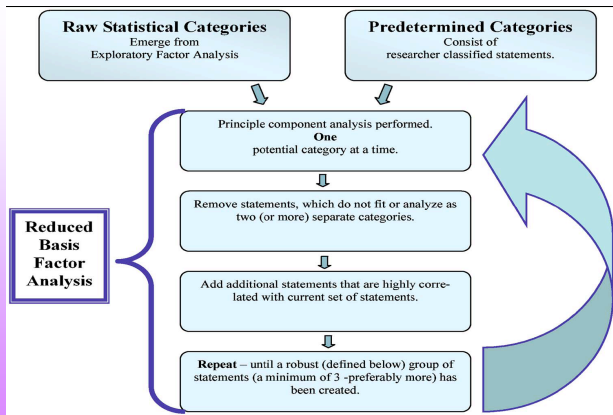 Raw Statistical Categories
Emerge from
Exploratory Factor Analysis
Predetermined Categories
Consist of
researcher classified statements.
Principle component analysis performed.
One
potential category at a time.
Remove statements, which do not fit or analyze as
two (or more) separate categories.
Reduced
Basis
Factor
Analysis
Add additional statements that are highly corre-
lated with current set of statements.
Repeat – until a robust (defined below) group of
statements (a minimum of 3 -preferably more) has
been created.